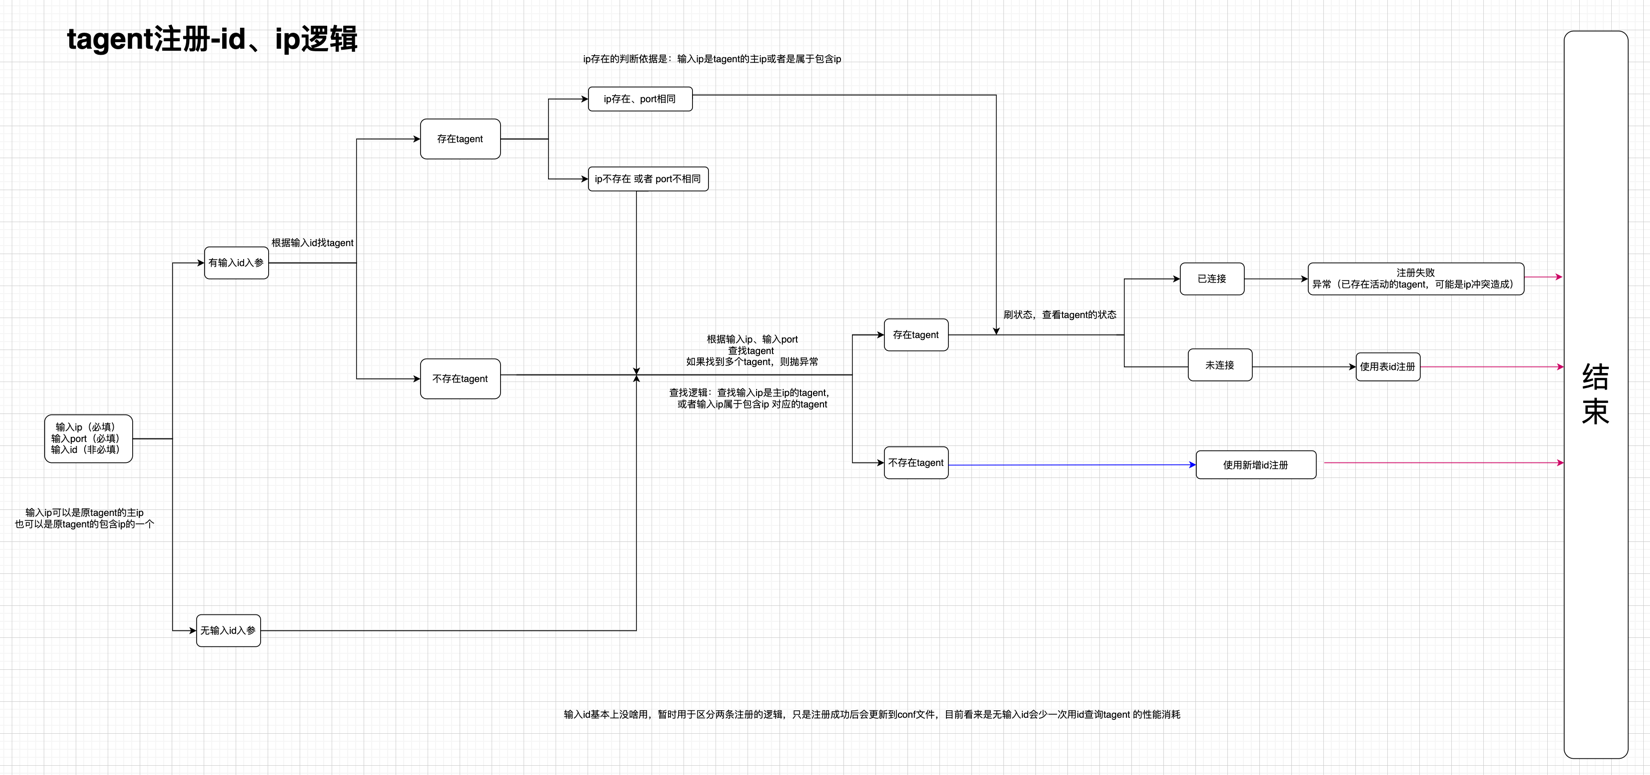 tagent注册-id、ip逻辑
ip存在的判断依据是：输入ip是tagent的主ip或者是属于包含ip
ip存在、port相同
存在tagent
ip不存在 或者 port不相同
根据输入id找tagent
有输入id入参
已连接
注册失败
异常（已存在活动的tagent，可能是ip冲突造成）
刷状态，查看tagent的状态
存在tagent
根据输入ip、输入port
查找tagent
如果找到多个tagent，则抛异常
不存在tagent
未连接
使用表id注册
结
束
查找逻辑：查找输入ip是主ip的tagent，
或者输入ip属于包含ip 对应的tagent
输入ip（必填）
输入port（必填）
输入id（非必填）
不存在tagent
使用新增id注册
输入ip可以是原tagent的主ip
也可以是原tagent的包含ip的一个
无输入id入参
输入id基本上没啥用，暂时用于区分两条注册的逻辑，只是注册成功后会更新到conf文件，目前看来是无输入id会少一次用id查询tagent 的性能消耗